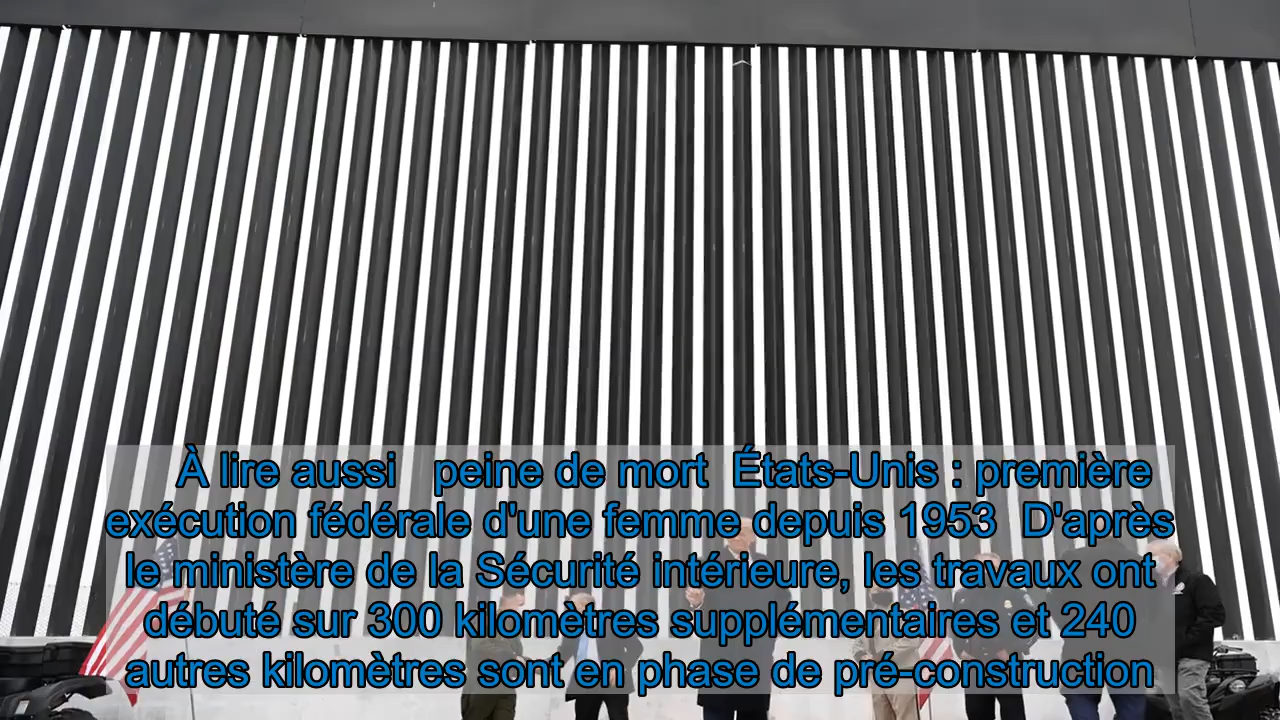 À lire aussi   peine de mort  États-Unis : première
exécution fédérale d'une femme depuis 1953  D'après
le ministère de la Sécurité intérieure, les travaux ont
débuté sur 300 kilomètres supplémentaires et 240
autres kilomètres sont en phase de pré-construction